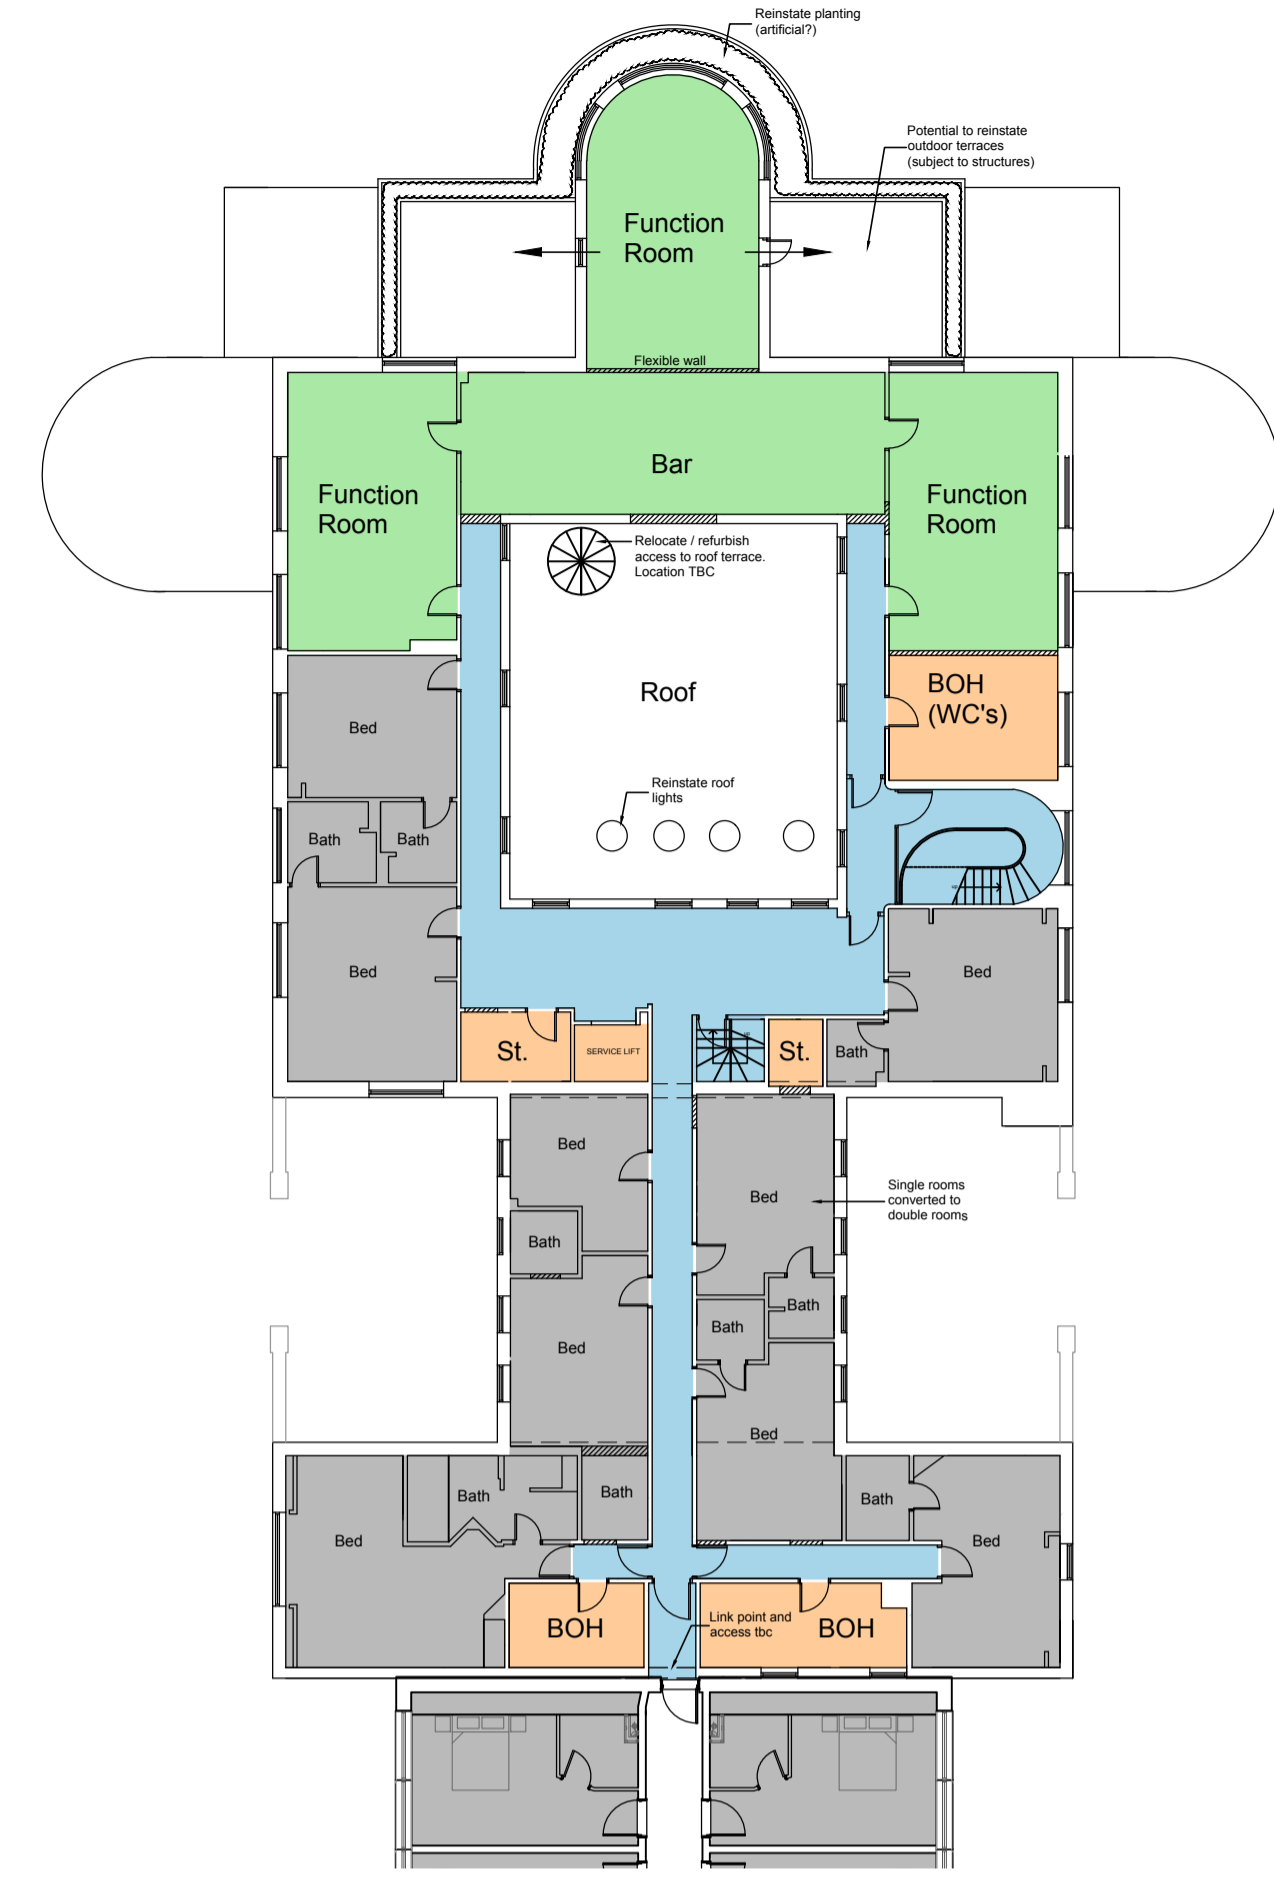 Reinstate planting
(artificial?)
Potential to reinstate
outdoor terraces
(subject to structures)
Function
Room
Flexible wall
Bar
Function
Room
Function
Room
Relocate / refurbish
access to roof terrace.
Location TBC
Roof
BOH
(WC's)
Bed
Reinstate roof
lights
Bath
Bath
UP
Bed
Bed
St.
SERVICE LIFT
UP
St.
Bath
Bed
Bed
Single rooms
converted to
double rooms
Bath
Bath
Bath
Bed
Bed
Bath
Bath
Bath
Bed
Bed
BOH
Link point and
access tbc
BOH